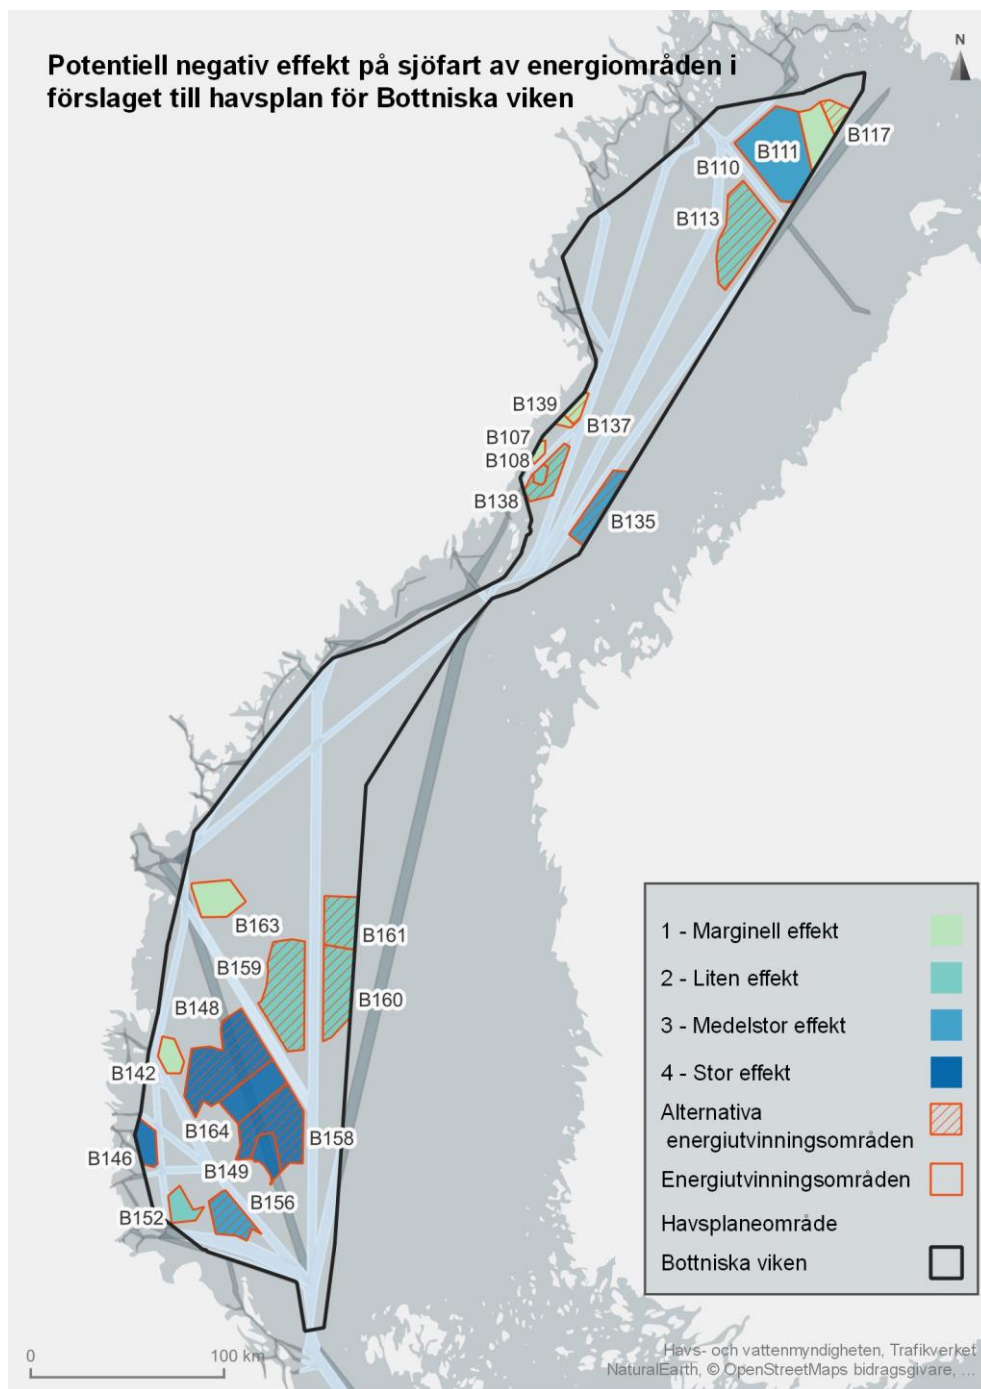 Potentiell negativ effekt på sjöfart av energiområden i
förslaget till havsplan för Bottniska viken
N
B117
B111
B110
B113
B139
B137
B107
B108
B138
B135
B163
B161
B159
B160
B148
B142
B164
B158
B146
B149
B156
B152
1 - Marginell effekt
2 - Liten effekt
3 - Medelstor effekt
4 - Stor effekt
Alternativa
energiutvinningsområden
Energiutvinningsområden
Havsplaneområde
Bottniska viken
0 100 km
Havs- och vattenmyndigheten, Trafikverket
NaturalEarth, © OpenStreetMaps bidragsgivare, ...